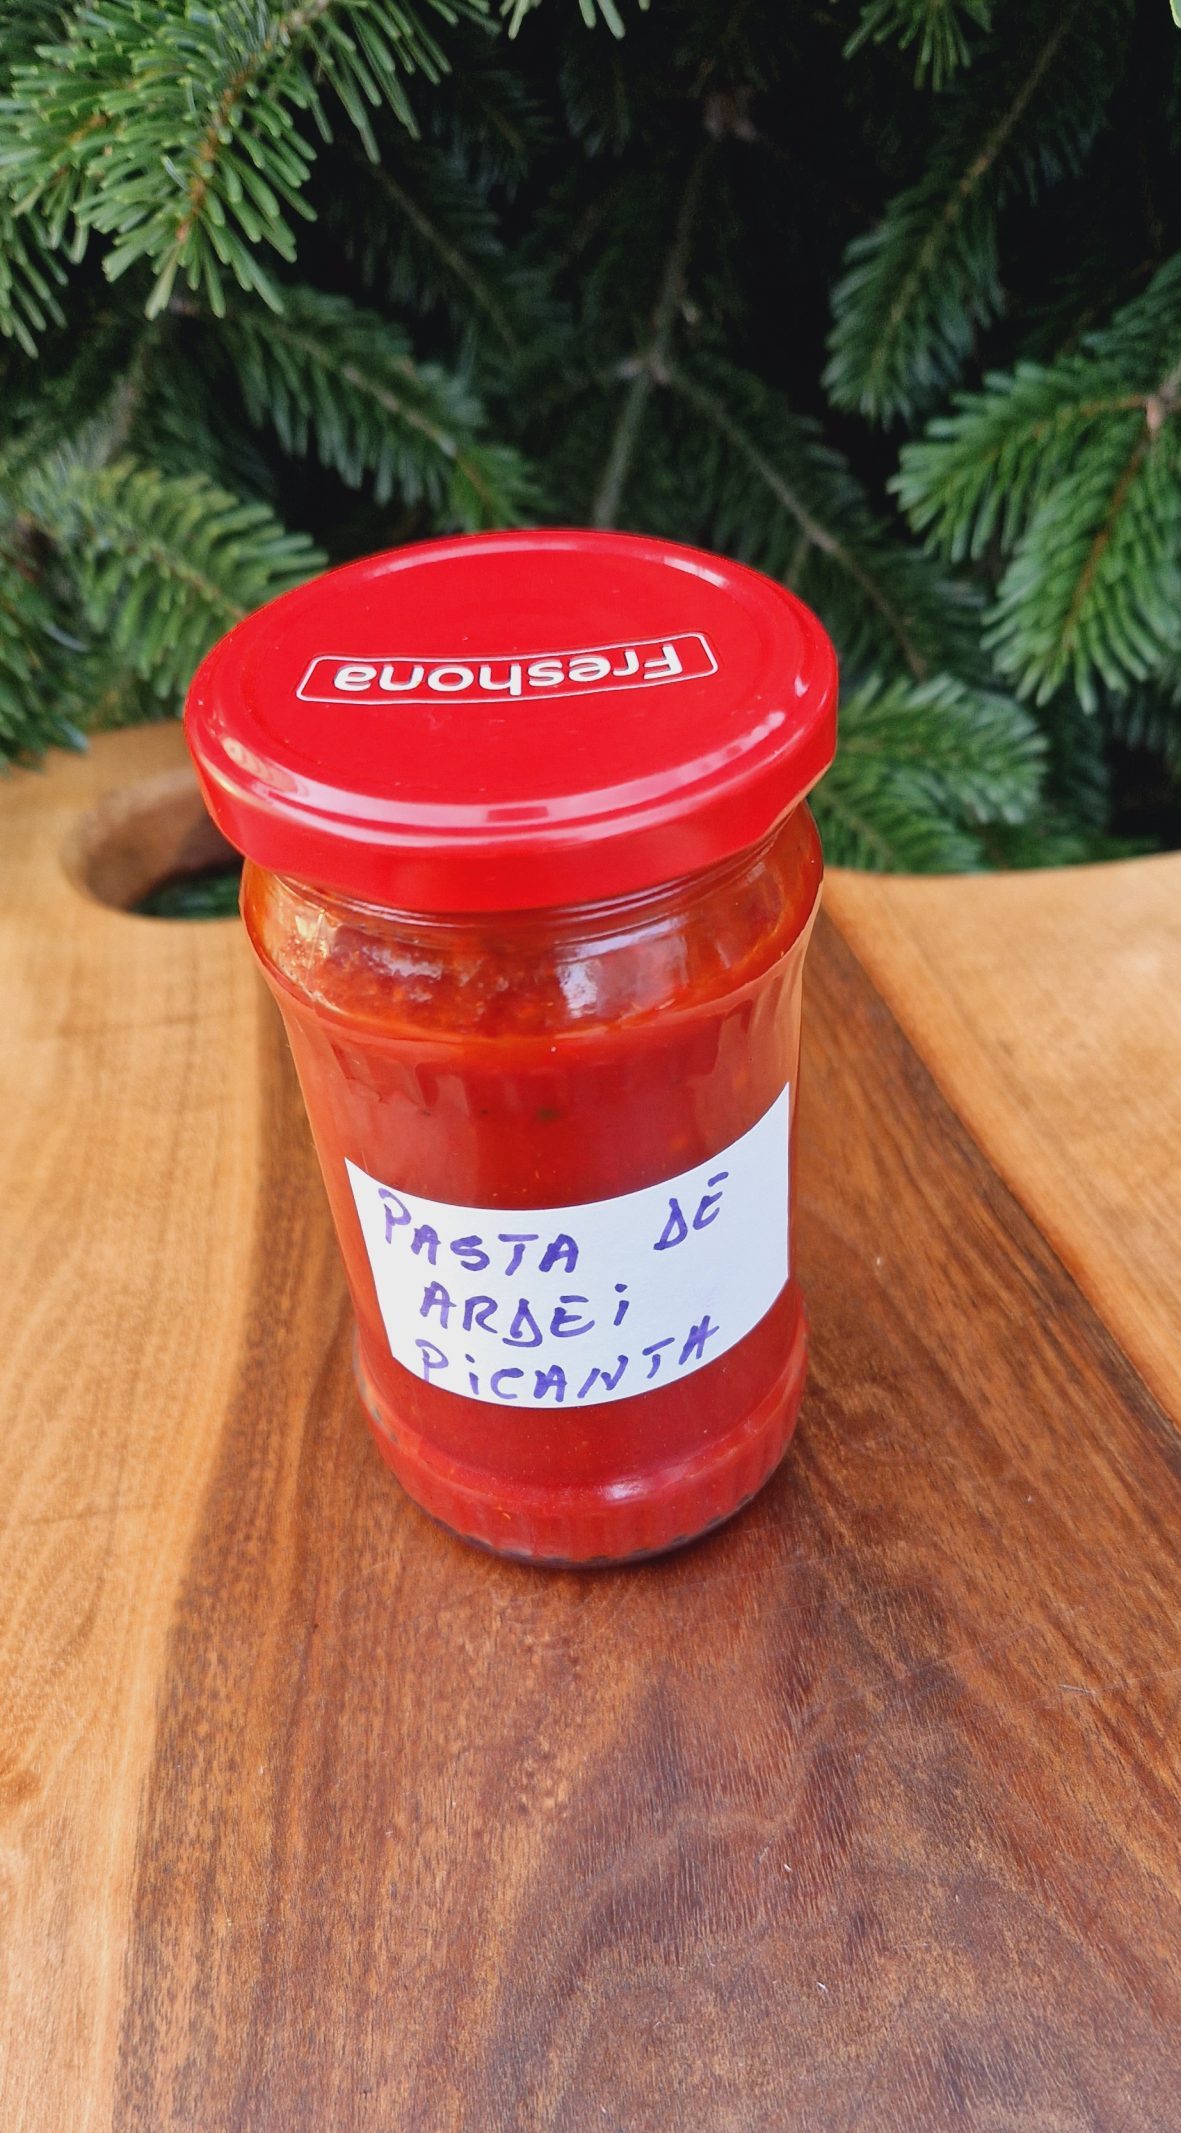 Freshona
PASTA DE
ARDEi
PiCANTA